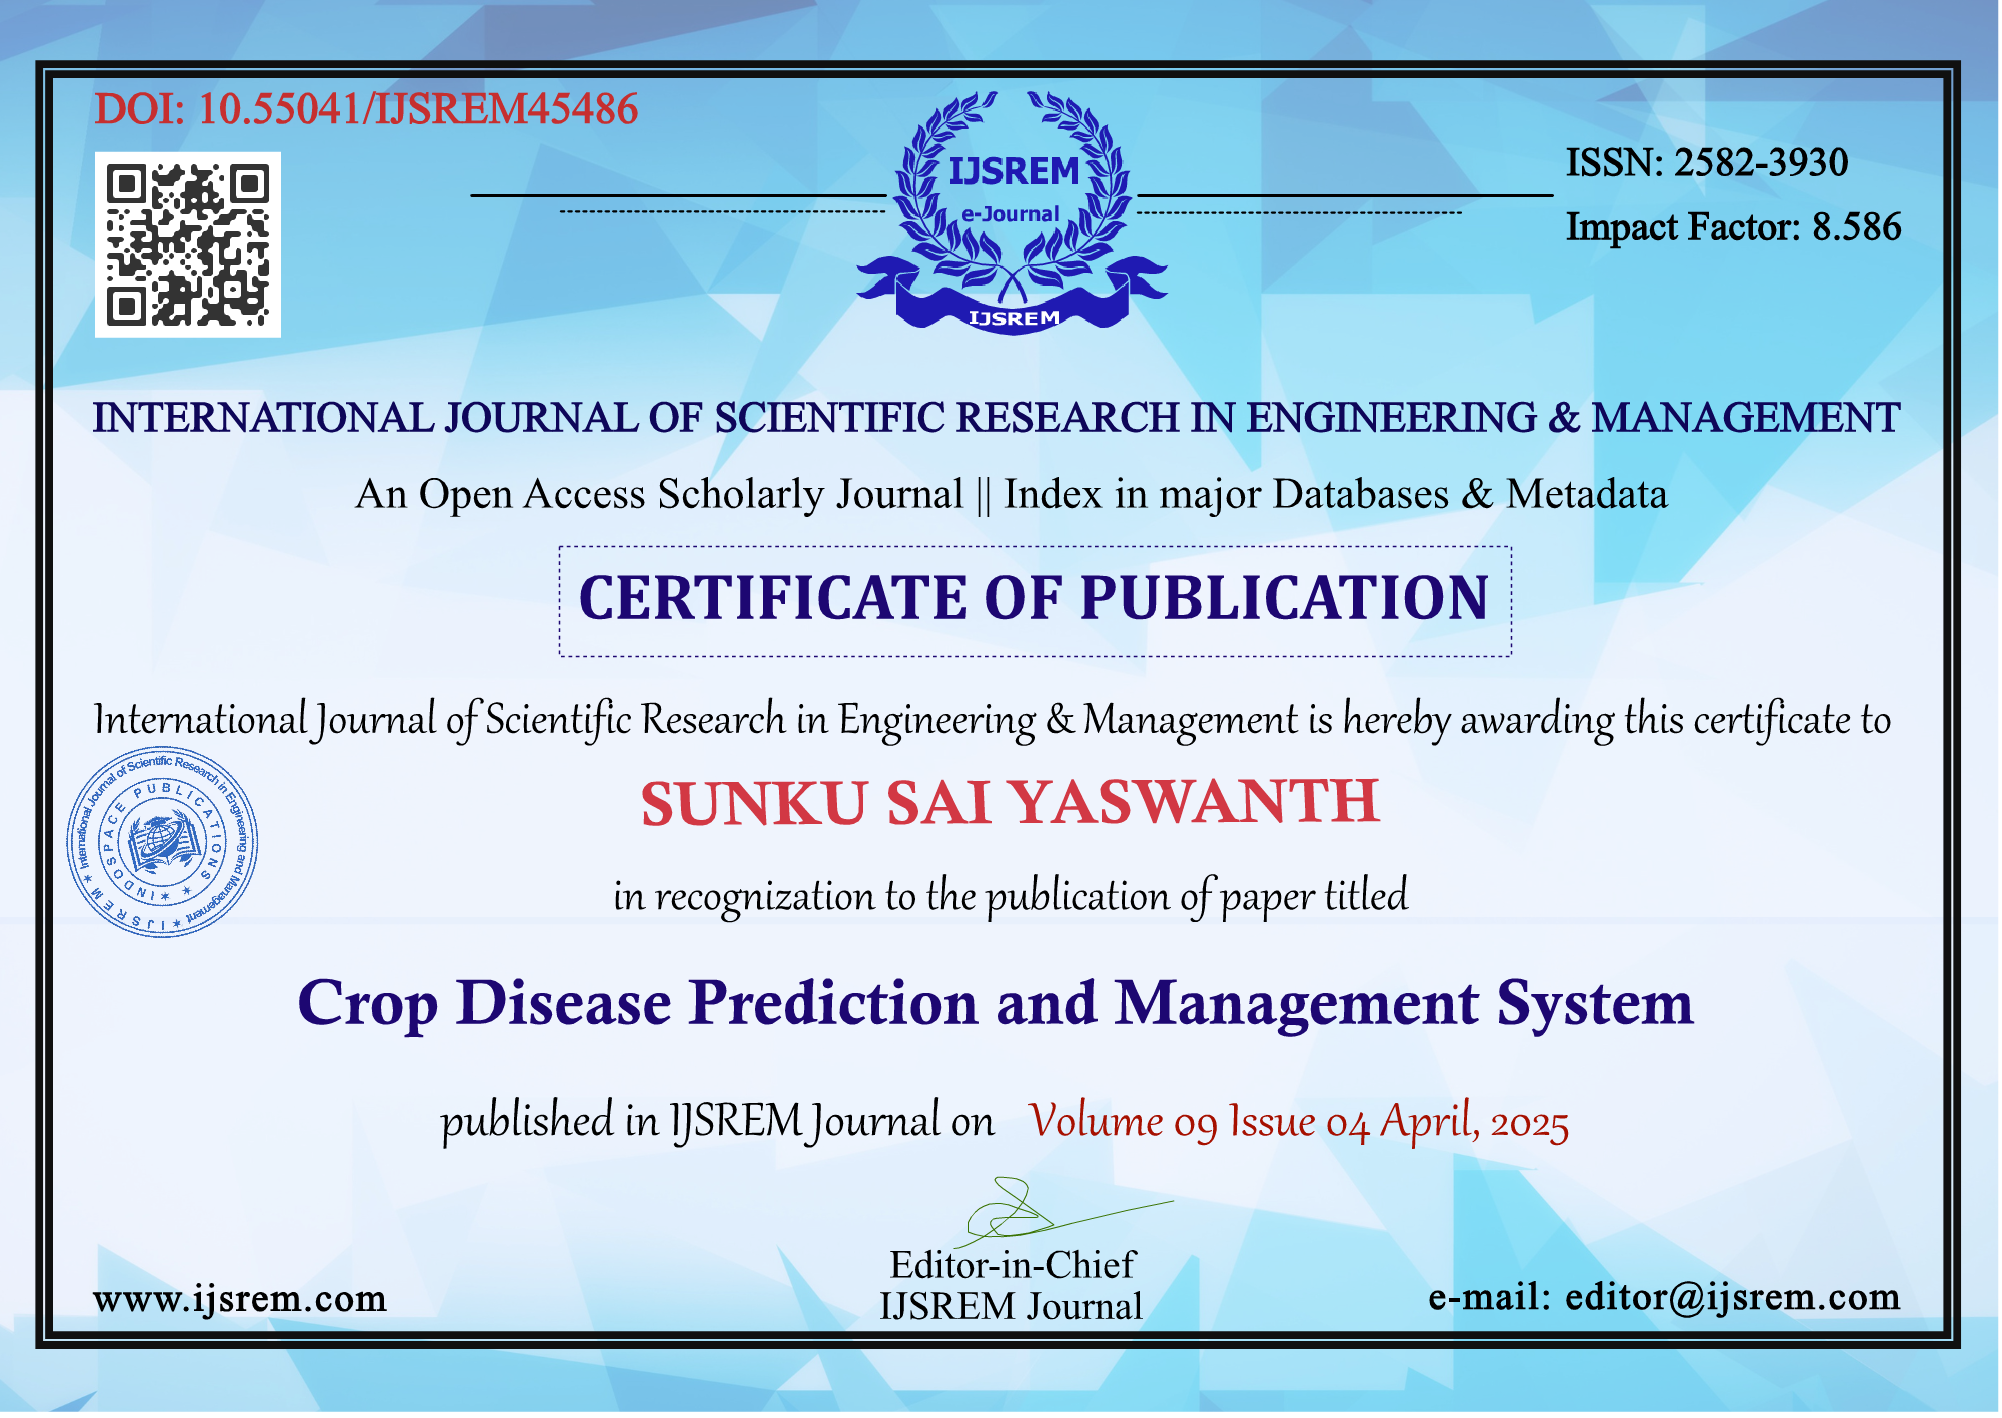 DOI: 10.55041/IJSREM45486
IJSREM
e-Journal
IJSREM
ISSN: 2582-3930
Impact Factor: 8.586
INTERNATIONAL JOURNAL OF SCIENTIFIC RESEARCH IN ENGINEERING & MANAGEMENT
An Open Access Scholarly Journal || Index in major Databases & Metadata
CERTIFICATE OF PUBLICATION
International Journal of Scientific Research in Engineering & Management is hereby awarding this certificate to
International Journal of Scientific Research in Engineering and Management
IJSREM
INDOSPACE PUBLICATIONS
SUNKU SAI YASWANTH
in recognization to the publication of paper titled
Crop Disease Prediction and Management System
published in IJSREM Journal on Volume 09 Issue 04 April, 2025
Editor-in-Chief
IJSREM Journal
www.ijsrem.com
e-mail: editor@ijsrem.com